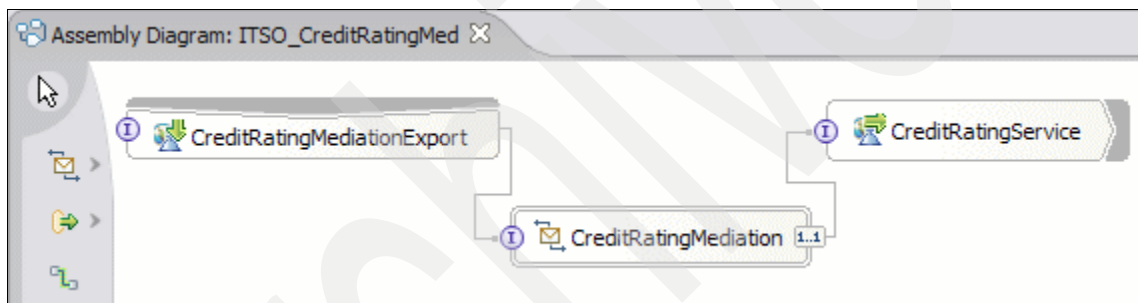 Assembly Diagram: ITSO_CreditRatingMed
I CreditRatingMediationExport
I CreditRatingService
I CreditRatingMediation 1..1